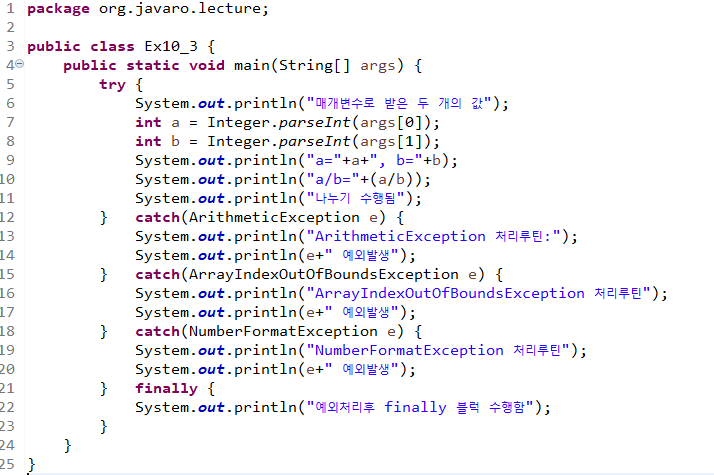 1 package org.javaro.lecture;
2
3 public class Ex10_3 {
4     public static void main(String[] args) {
5         try {
6             System.out.println("매개변수로 받은 두 개의 값");
7             int a = Integer.parseInt(args[0]);
8             int b = Integer.parseInt(args[1]);
9             System.out.println("a="+a+", b="+b);
10             System.out.println("a/b="+(a/b));
11             System.out.println("나누기 수행됨");
12         }   catch(ArithmeticException e) {
13             System.out.println("ArithmeticException 처리루틴:");
14             System.out.println(e+" 예외발생");
15         }   catch(ArrayIndexOutOfBoundsException e) {
16             System.out.println("ArrayIndexOutOfBoundsException 처리루틴");
17             System.out.println(e+" 예외발생");
18         }   catch(NumberFormatException e) {
19             System.out.println("NumberFormatException 처리루틴");
20             System.out.println(e+" 예외발생");
21         }   finally {
22             System.out.println("예외처리후 finally 블럭 수행함");
23         }
24     }
25 }